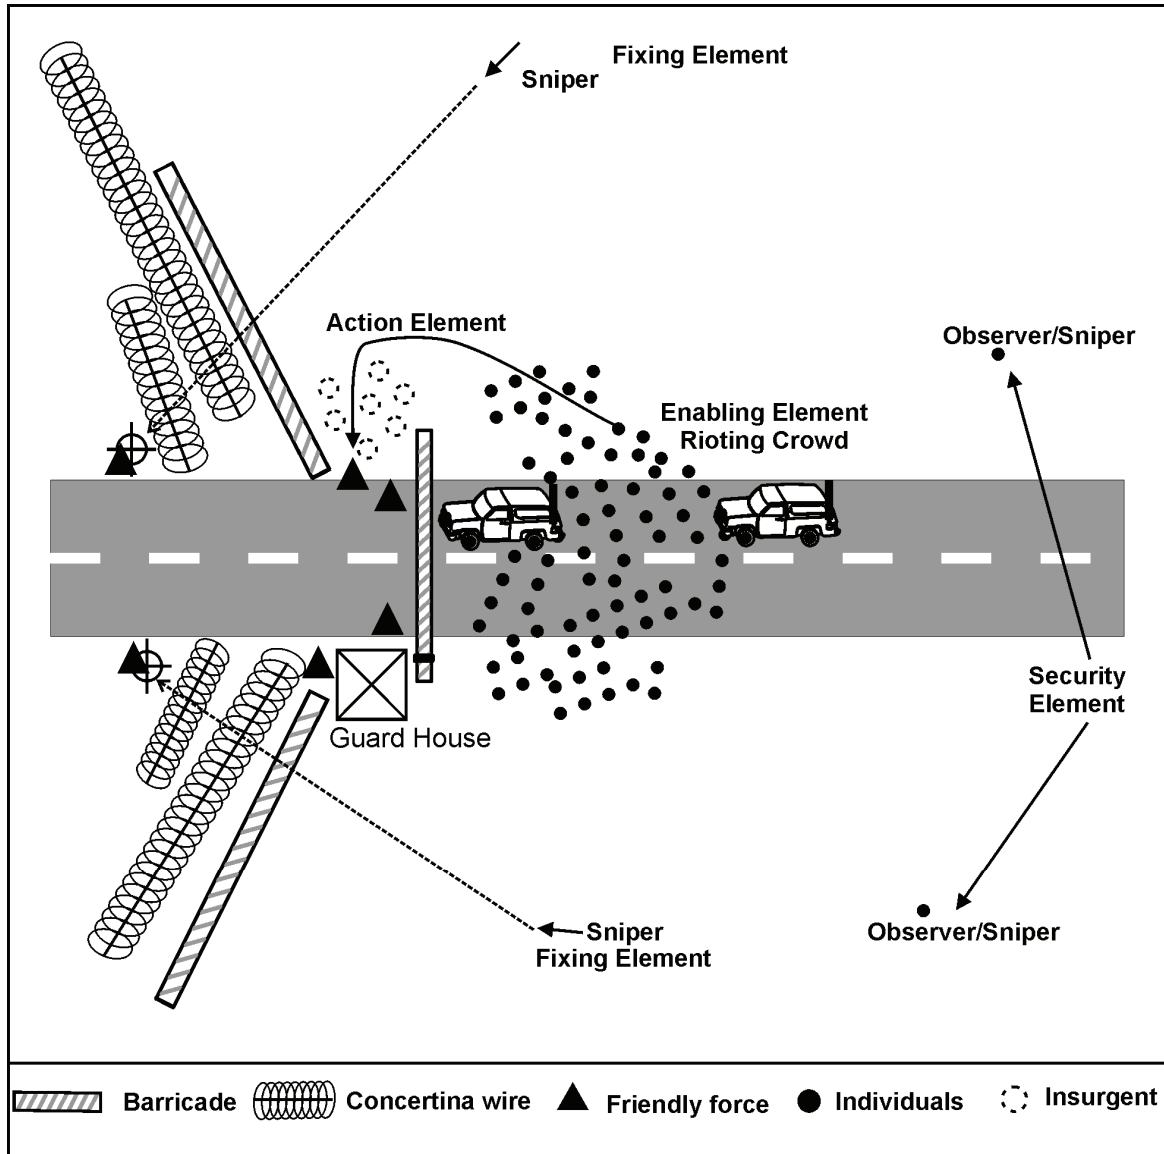 Fixing Element
Sniper
Action Element
Observer/Sniper
Enabling Element
Rioting Crowd
Security
Element
Guard House
Sniper
Fixing Element
Observer/Sniper
Barricade
Concertina wire
Friendly force
Individuals
Insurgent